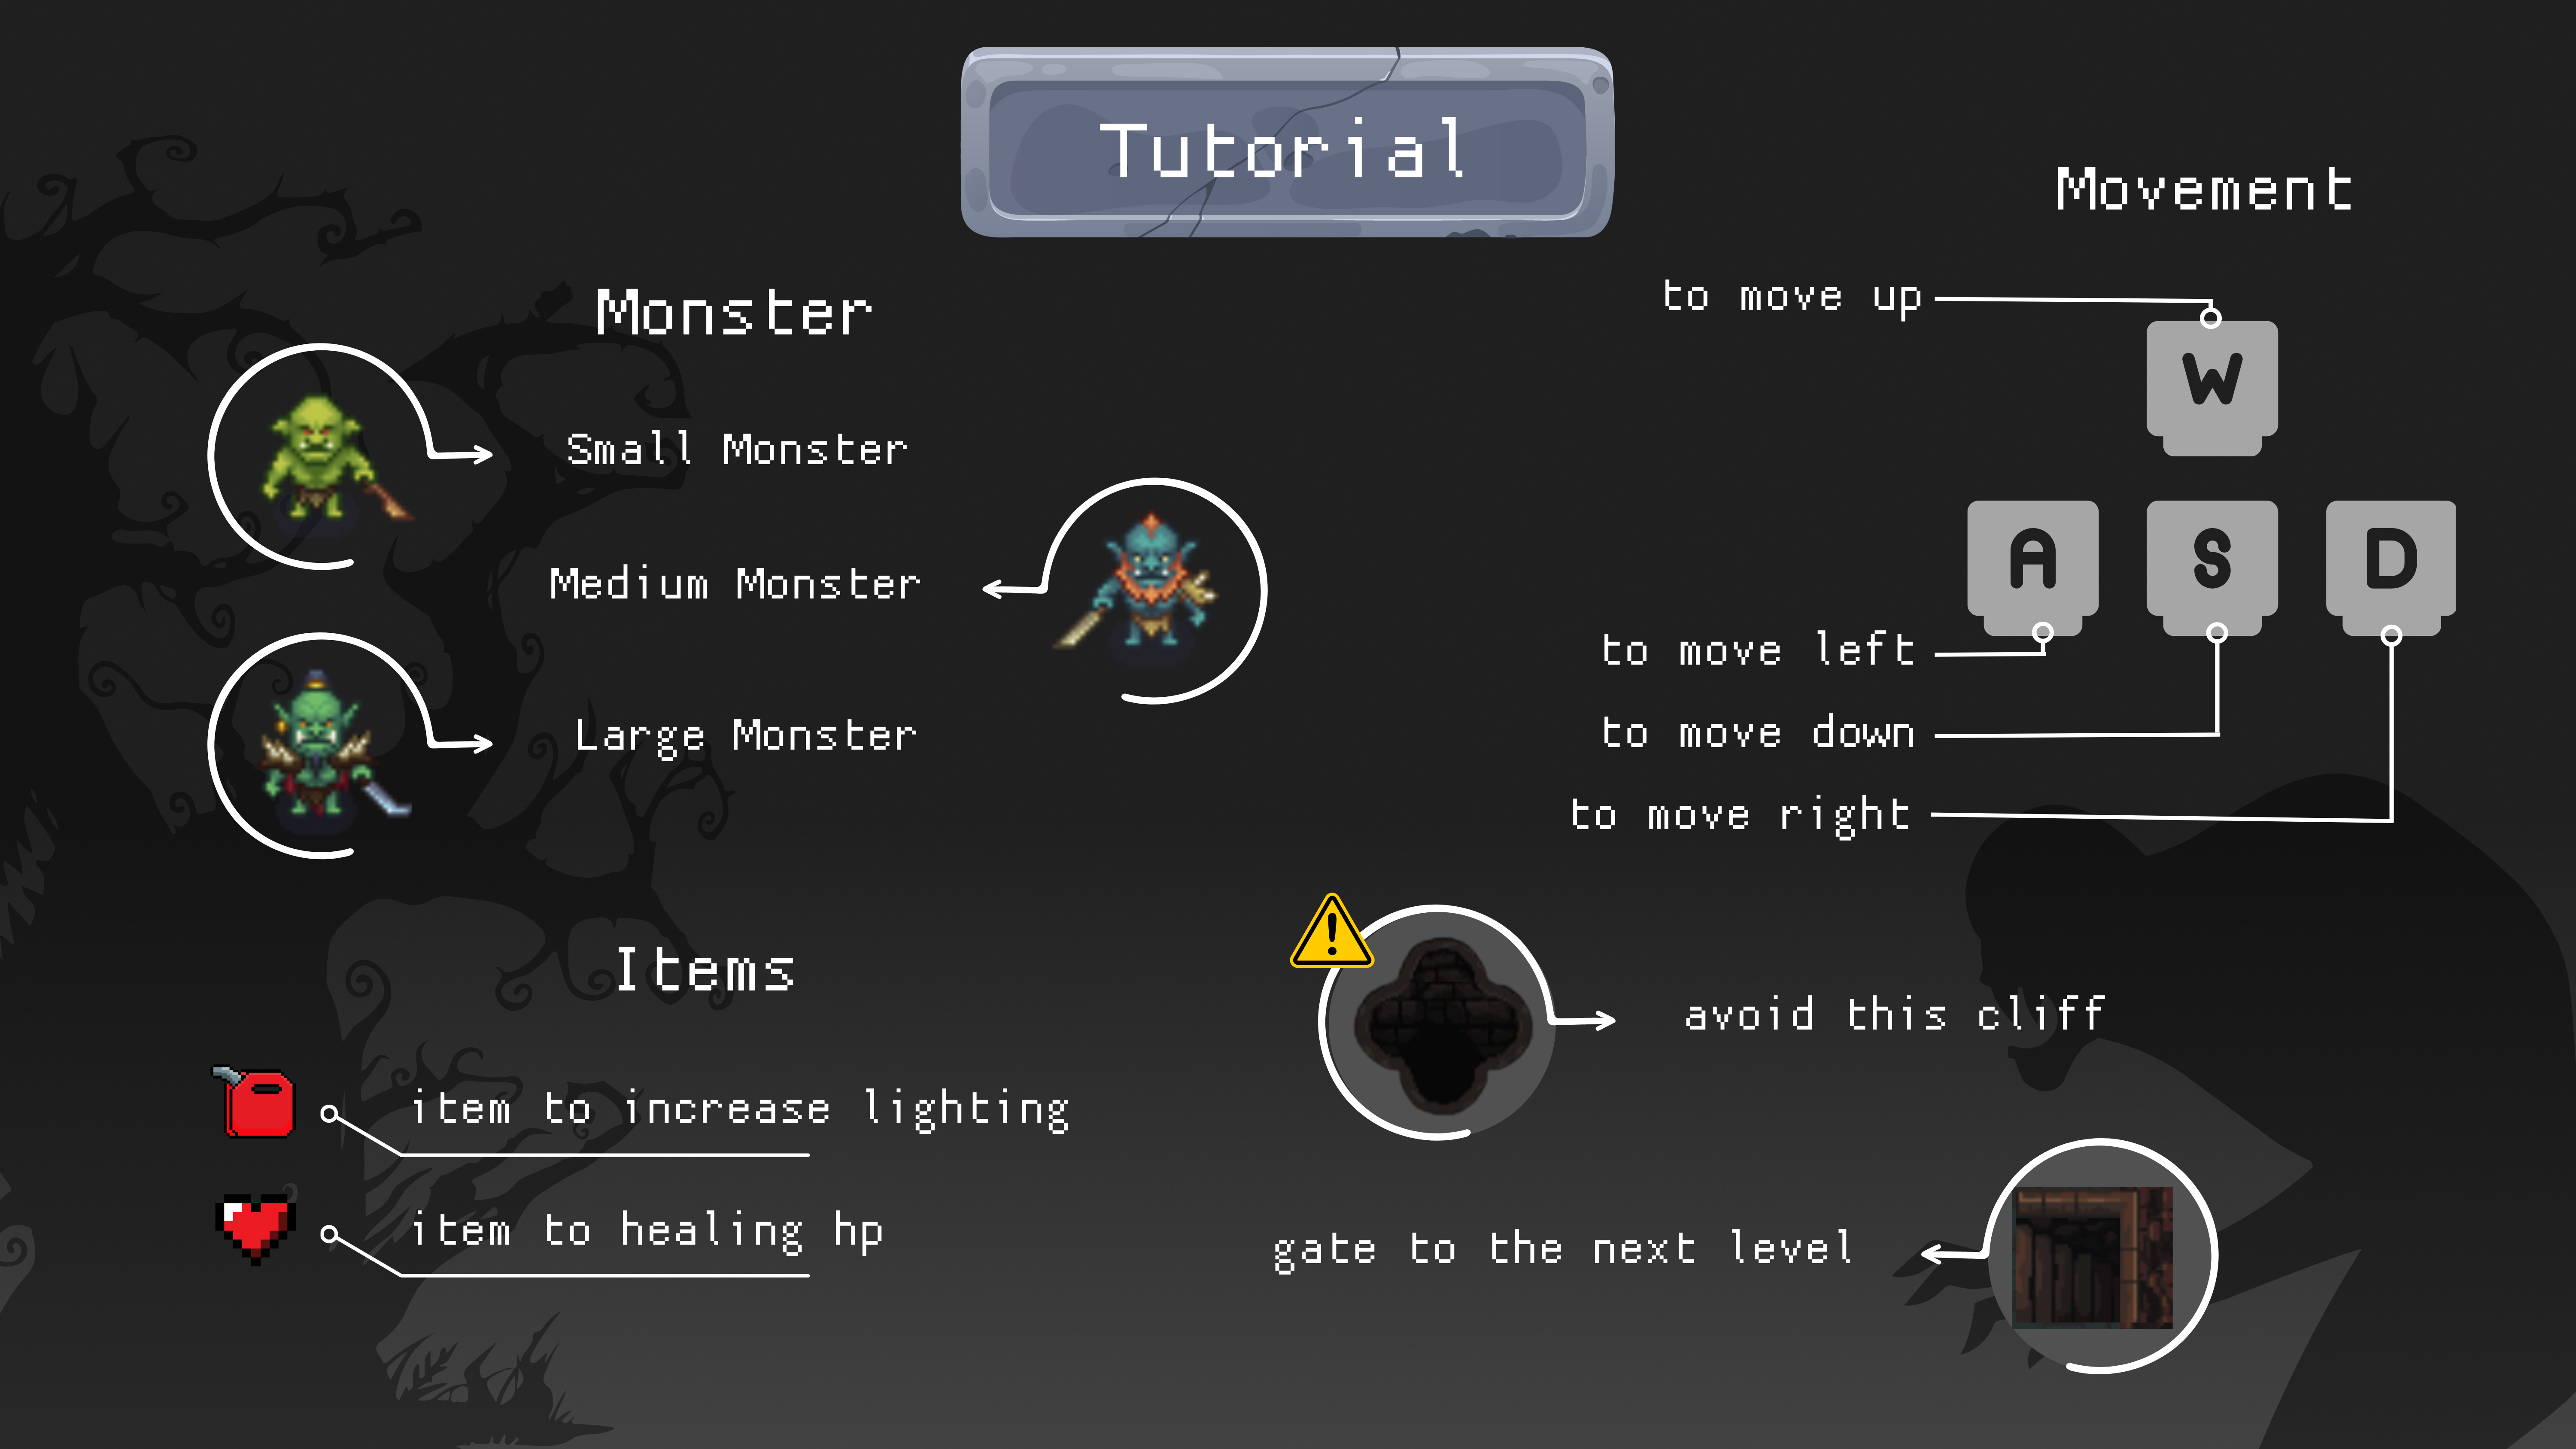 Tutorial
Monster
Small Monster
Medium Monster
Large Monster
Items
item to increase lighting
item to healing hp
Movement
to move up
W
A
S
D
to move left
to move down
to move right
!
avoid this cliff
gate to the next level